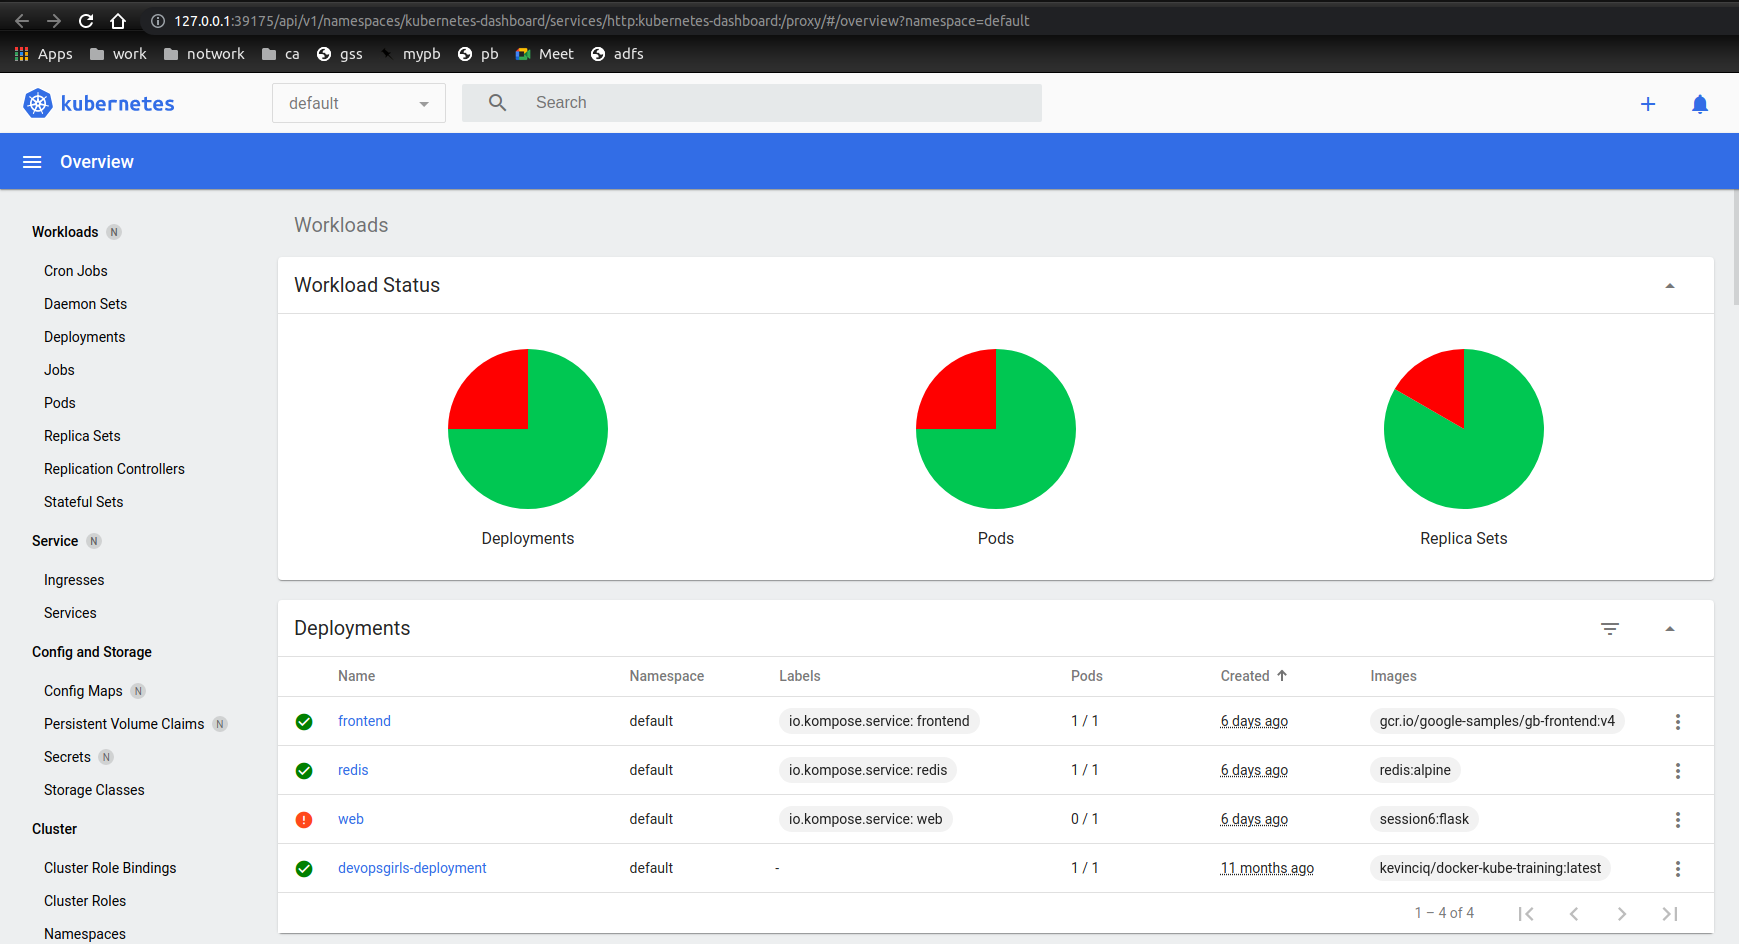 127.0.0.1:39175/api/v1/namespaces/kubernetes-dashboard/services/http:kubernetes-dashboard:/proxy/#/overview?namespace=default
Apps work notwork ca gss mypb pb Meet adfs
kubernetes default Search
Overview
Workloads N
Cron Jobs
Daemon Sets
Deployments
Jobs
Pods
Replica Sets
Replication Controllers
Stateful Sets
Service N
Ingresses
Services
Config and Storage
Config Maps N
Persistent Volume Claims N
Secrets N
Storage Classes
Cluster
Cluster Role Bindings
Cluster Roles
Namespaces
Workloads
Workload Status
Deployments Pods Replica Sets
Deployments
Name Namespace Labels Pods Created Images
frontend default io.kompose.service: frontend 1 / 1 6 days ago gcr.io/google-samples/gb-frontend:v4
redis default io.kompose.service: redis 1 / 1 6 days ago redis:alpine
web default io.kompose.service: web 0 / 1 6 days ago session6:flask
devopsgirls-deployment default - 1 / 1 11 months ago kevinciq/docker-kube-training:latest
1 – 4 of 4